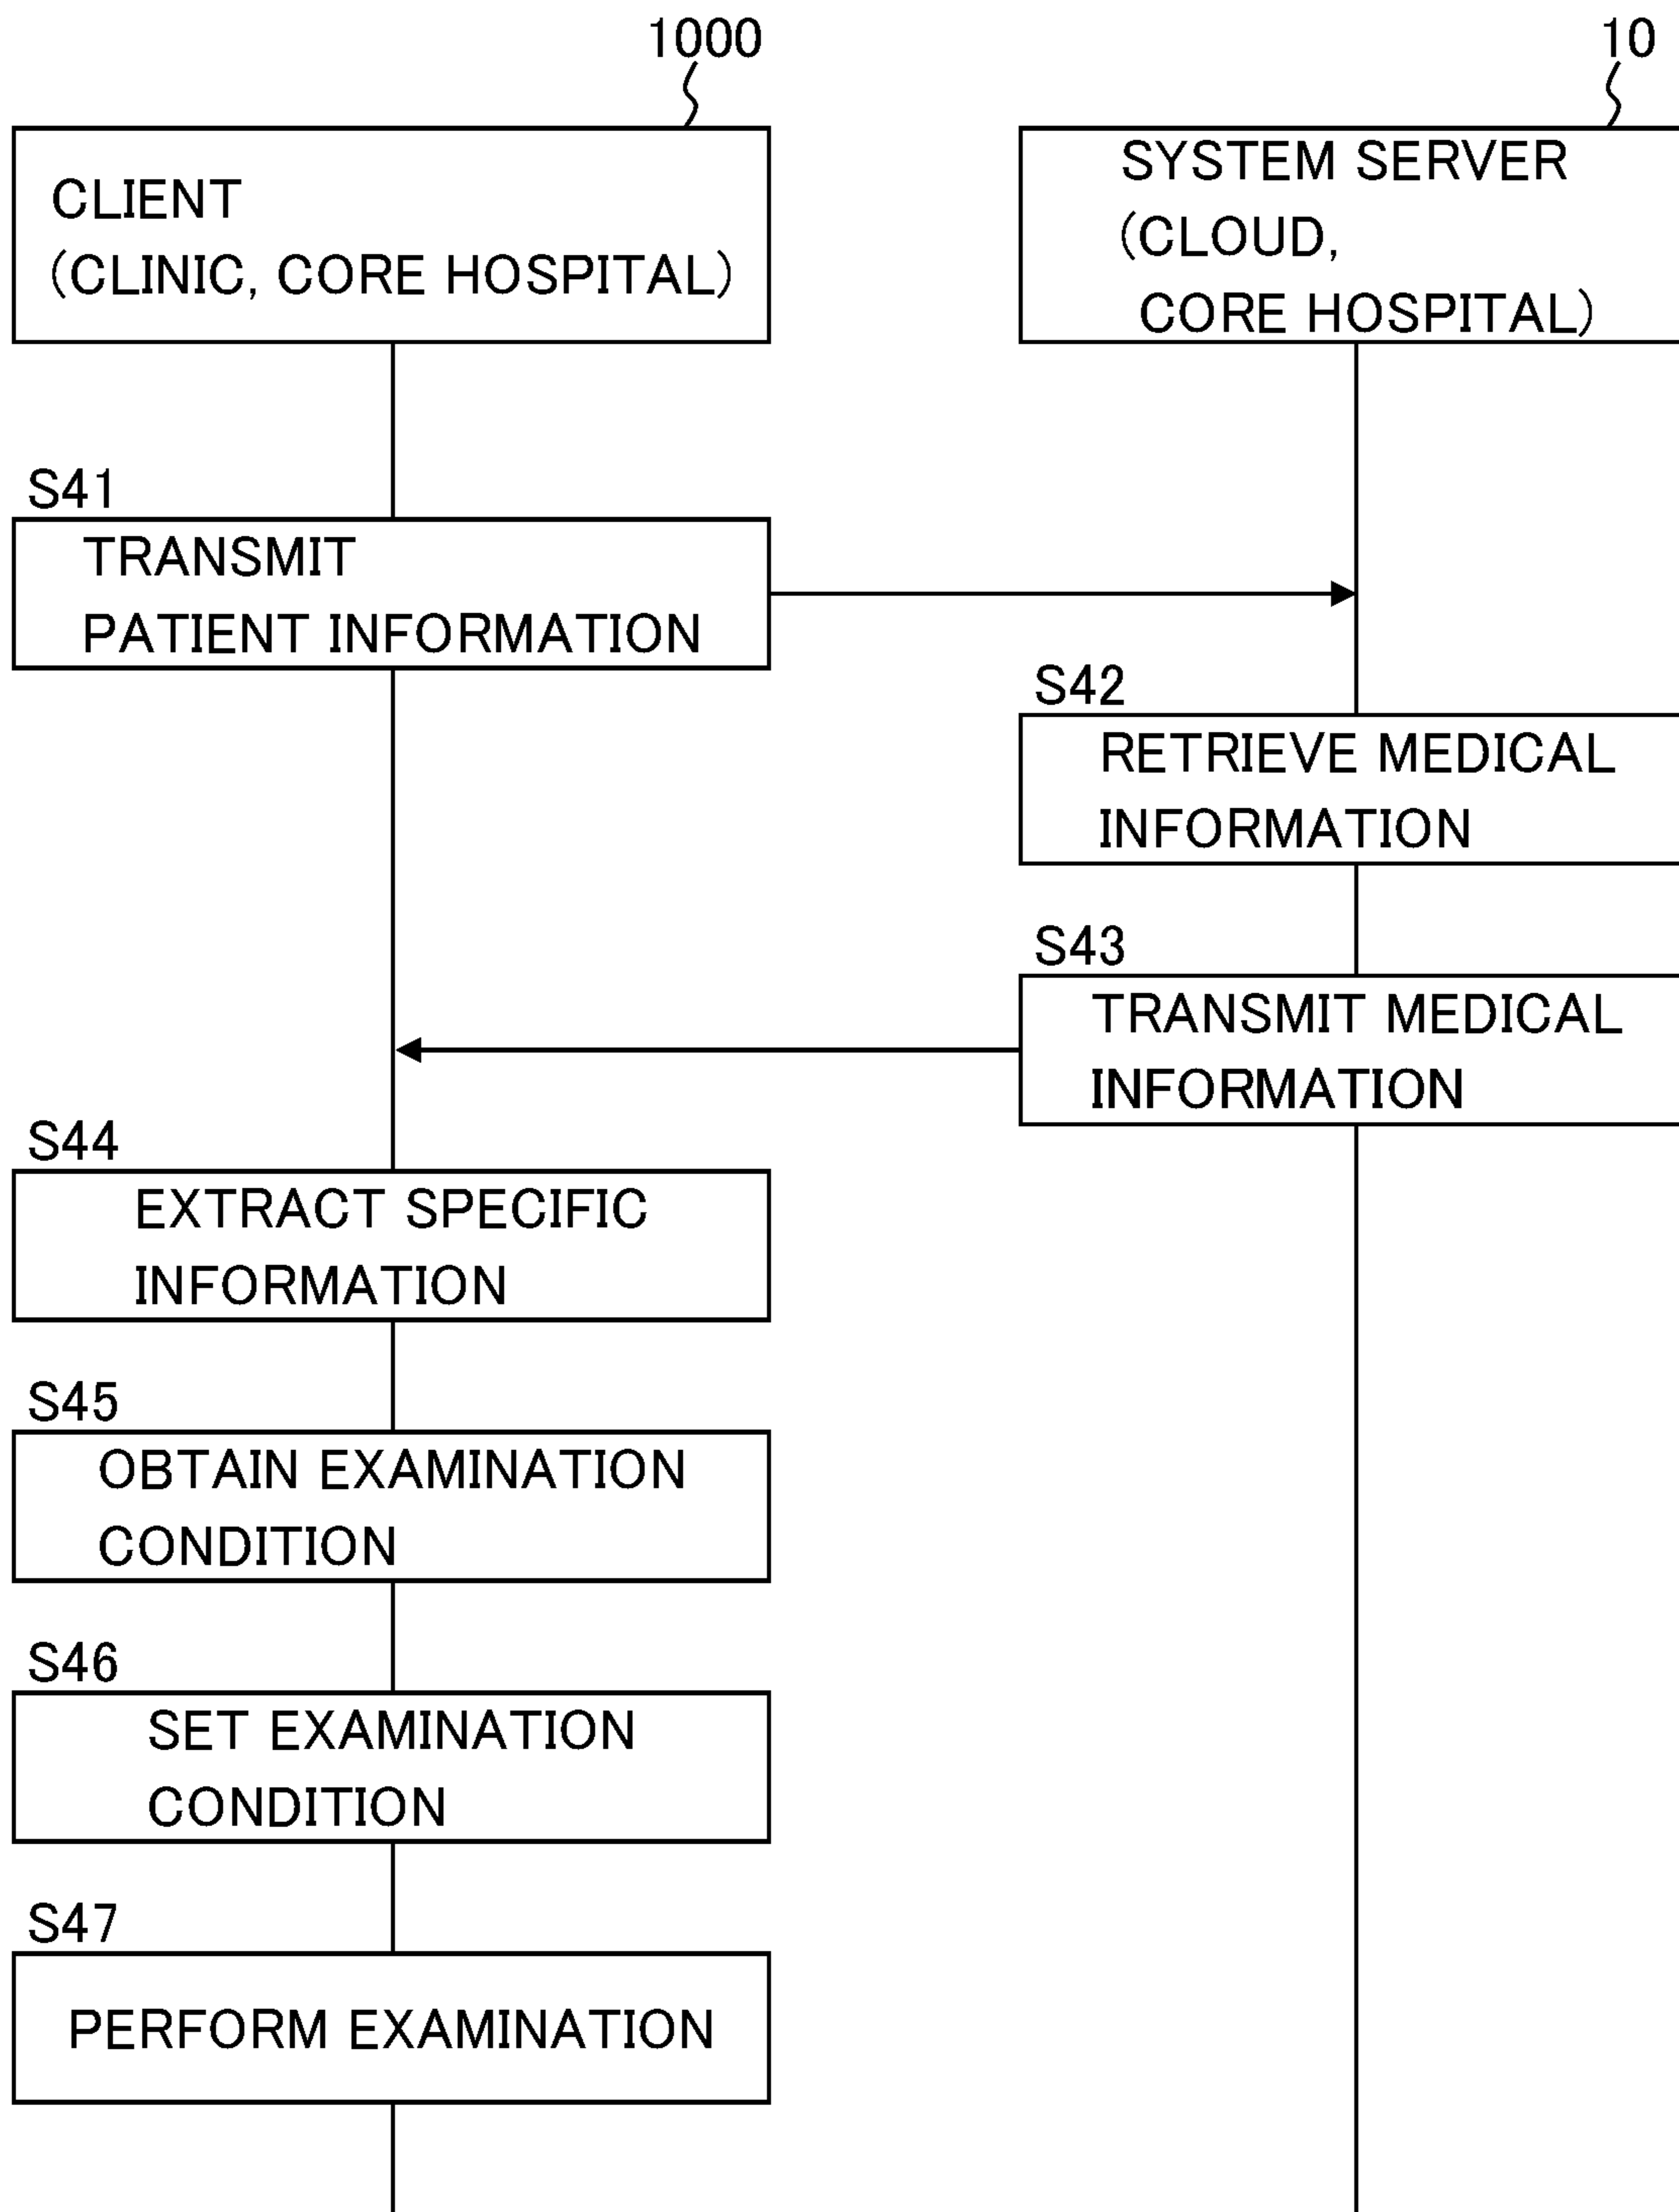 1000
10
CLIENT
(CLINIC, CORE HOSPITAL)
SYSTEM SERVER
(CLOUD,
CORE HOSPITAL)
S41
TRANSMIT
PATIENT INFORMATION
S42
RETRIEVE MEDICAL
INFORMATION
S43
TRANSMIT MEDICAL
INFORMATION
S44
EXTRACT SPECIFIC
INFORMATION
S45
OBTAIN EXAMINATION
CONDITION
S46
SET EXAMINATION
CONDITION
S47
PERFORM EXAMINATION